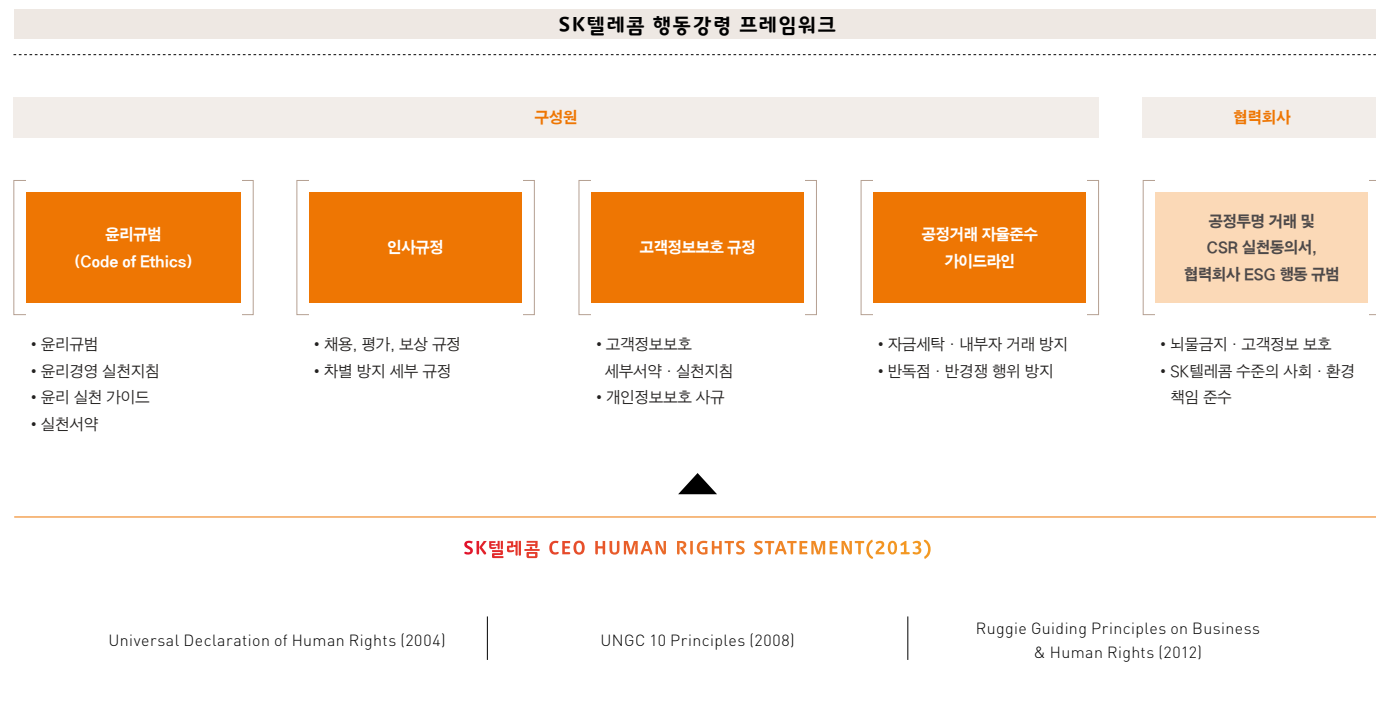 SK텔레콤 행동강령 프레임워크
구성원
협력회사
윤리규범
(Code of Ethics)
인사규정
고객정보보호 규정
공정거래 자율준수
가이드라인
공정투명 거래 및
CSR 실천동의서,
협력회사 ESG 행동 규범
• 윤리규범
• 윤리경영 실천지침
• 윤리 실천 가이드
• 실천서약
• 채용, 평가, 보상 규정
• 차별 방지 세부 규정
• 고객정보보호
세부서약 · 실천지침
• 개인정보보호 사규
• 자금세탁 · 내부자 거래 방지
• 반독점 · 반경쟁 행위 방지
• 뇌물금지 · 고객정보 보호
• SK텔레콤 수준의 사회 · 환경
책임 준수
SK텔레콤 CEO HUMAN RIGHTS STATEMENT(2013)
Universal Declaration of Human Rights (2004)
UNGC 10 Principles (2008)
Ruggie Guiding Principles on Business
& Human Rights (2012)